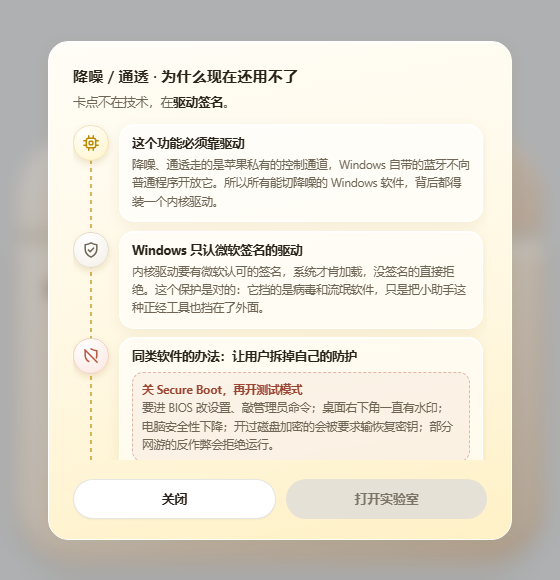 降噪 / 通透 · 为什么现在还用不了
卡点不在技术，在驱动签名。
这个功能必须靠驱动
降噪、通透走的是苹果私有的控制通道，Windows 自带的蓝牙不向
普通程序开放它。所以所有能切降噪的 Windows 软件，背后都得
装一个内核驱动。
Windows 只认微软签名的驱动
内核驱动要有微软认可的签名，系统才肯加载，没签名的直接拒
绝。这个保护是对的：它挡的是病毒和流氓软件，只是把小助手这
种正经工具也挡在了外面。
同类软件的办法：让用户拆掉自己的防护
关 Secure Boot，再开测试模式
要进 BIOS 改设置、敲管理员命令；桌面右下角一直有水印；
电脑安全性下降；开过磁盘加密的会被要求输恢复密钥；部分
网游的反作弊会拒绝运行。
关闭
打开实验室